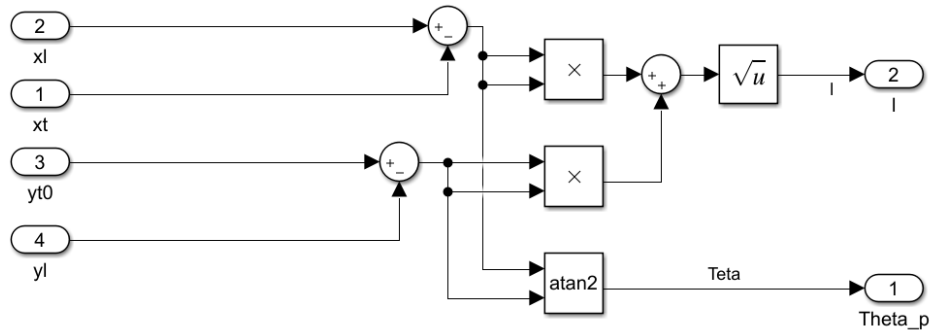 2
xl
1
xt
3
yt0
4
yl
+
−
+
−
×
×
+
+
√u
l
2
l
atan2
Teta
1
Theta_p